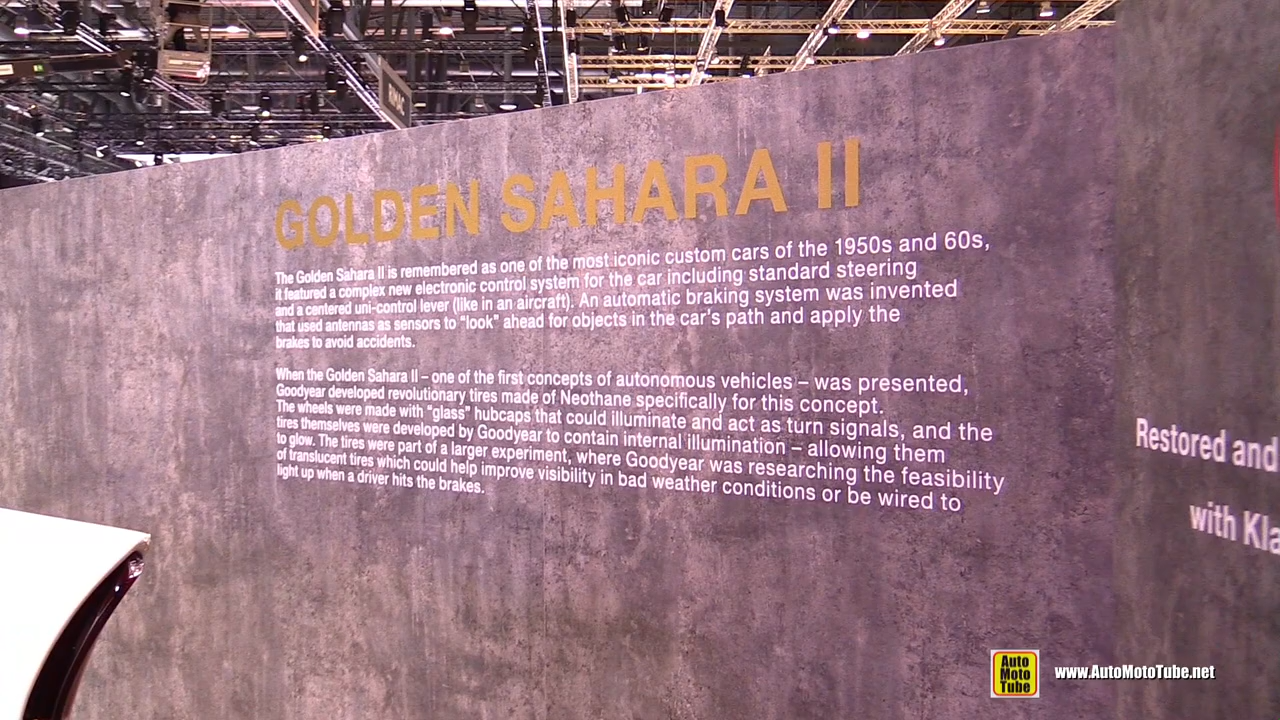 GOLDEN SAHARA II
The Golden Sahara II is remembered as one of the most iconic custom cars of the 1950s and 60s,
it featured a complex new electronic control system for the car including standard steering
and a centered uni-control lever (like in an aircraft). An automatic braking system was invented
that used antennas as sensors to "look" ahead for objects in the car's path and apply the
brakes to avoid accidents.
When the Golden Sahara II – one of the first concepts of autonomous vehicles – was presented,
Goodyear developed revolutionary tires made of Neothane specifically for this concept.
The wheels were made with "glass" hubcaps that could illuminate and act as turn signals, and the
tires themselves were developed by Goodyear to contain internal illumination – allowing them
to glow. The tires were part of a larger experiment, where Goodyear was researching the feasibility
of translucent tires which could help improve visibility in bad weather conditions or be wired to
light up when a driver hits the brakes.
Restored and
with Kla
Auto
Moto
Tube
www.AutoMotoTube.net